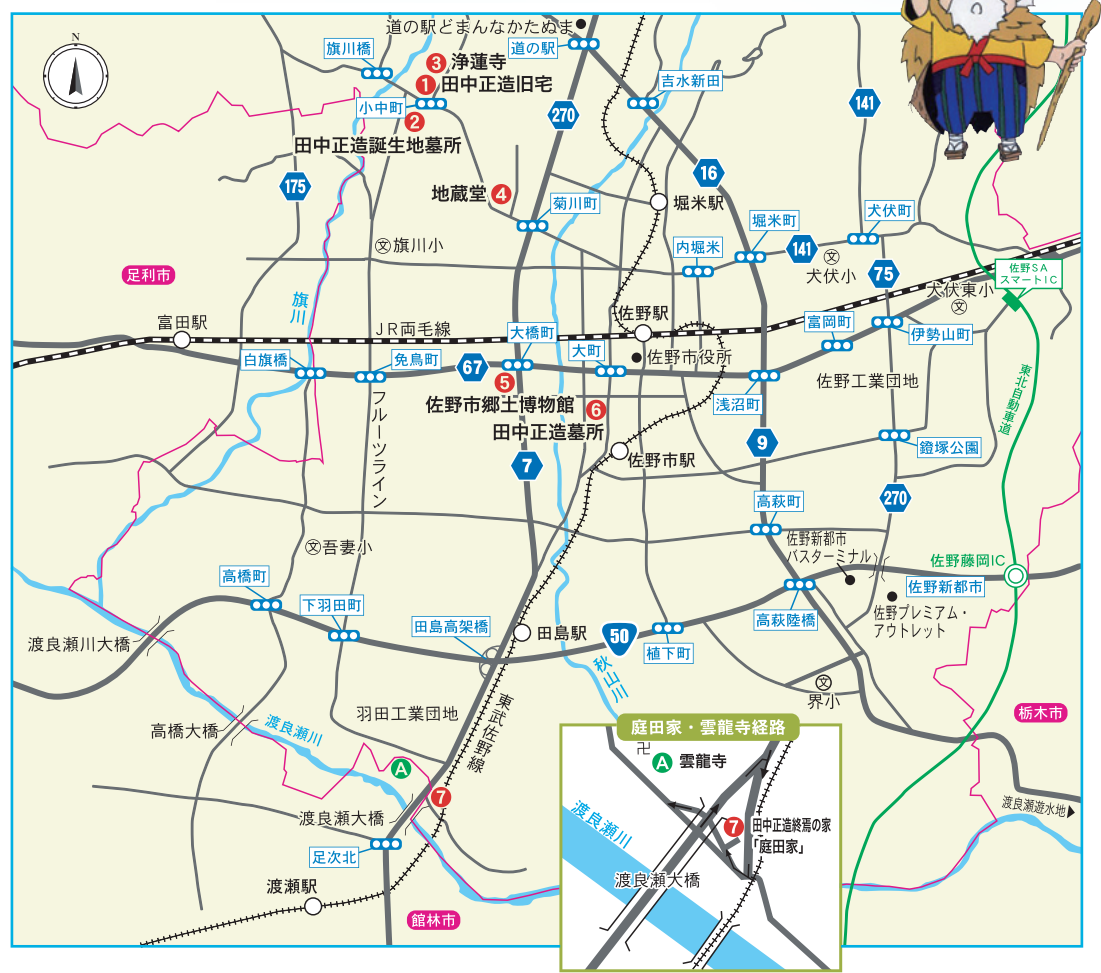 道の駅どまんなかたぬま
N
旗川橋
道の駅
③ 浄蓮寺
① 田中正造旧宅
吉水新田
小中町
270
141
②
田中正造誕生地墓所
16
175
地蔵堂 ④
菊川町
堀米駅
堀米町
犬伏町
文 旗川小
内堀米
141
文
犬伏小
75
足利市
佐野SA
スマートIC
犬伏東小
文
旗川
富田駅
JR両毛線
佐野駅
大橋町
富岡町
伊勢山町
大町
佐野市役所
白旗橋
免鳥町
67
佐野工業団地
東北自動車道
⑤
佐野市郷土博物館
⑥
田中正造墓所
浅沼町
フルーツライン
9
鐙塚公園
7
佐野市駅
270
高萩町
佐野新都市
バスターミナル
文 吾妻小
佐野藤岡IC
高橋町
佐野新都市
下羽田町
高萩陸橋
佐野プレミアム・
アウトレット
田島高架橋
田島駅
50
植下町
渡良瀬川大橋
秋山川
文
界小
東武佐野線
羽田工業団地
栃木市
高橋大橋
渡良瀬川
庭田家・雲龍寺経路
卍
A 雲龍寺
A
⑦
渡良瀬大橋
渡良瀬遊水地▶
渡良瀬川
⑦ 田中正造終焉の家
「庭田家」
足次北
渡良瀬大橋
渡瀬駅
館林市